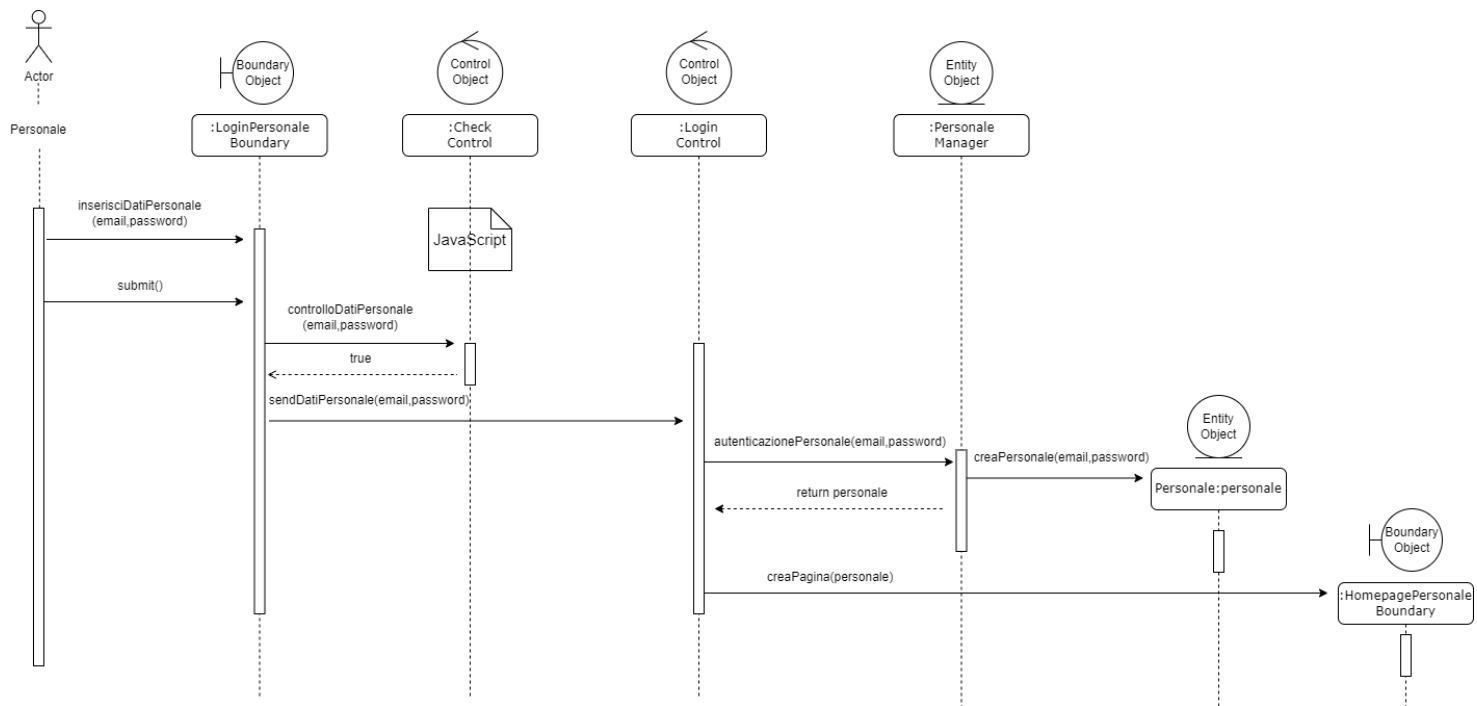 Boundary
Object
Control
Object
Control
Object
Entity
Object
Actor
:LoginPersonale
Boundary
:Check
Control
:Login
Control
:Personale
Manager
Personale
inserisciDatiPersonale
(email,password)
JavaScript
submit()
controlloDatiPersonale
(email,password)
true
sendDatiPersonale(email,password)
autenticazionePersonale(email,password)
creaPersonale(email,password)
Entity
Object
Personale:personale
return personale
Boundary
Object
creaPagina(personale)
:HomepagePersonale
Boundary